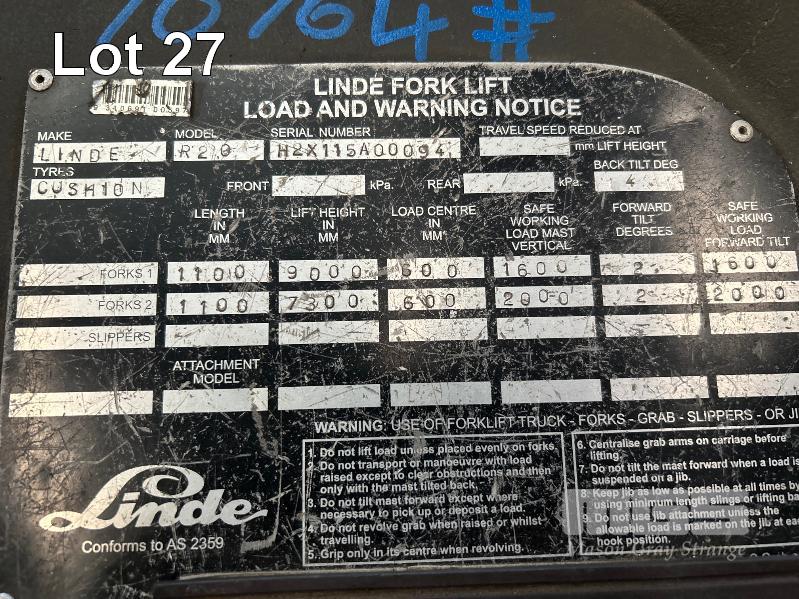 10764#
Lot 27
LINDE FORK LIFT
LOAD AND WARNING NOTICE
MAKE MODEL SERIAL NUMBER TRAVEL SPEED REDUCED AT
LINDE R20 H2X115A00094 mm LIFT HEIGHT
TYRES BACK TILT DEG
CUSHION FRONT kPa. REAR kPa. 4
LENGTH IN MM LIFT HEIGHT IN MM LOAD CENTRE IN MM SAFE WORKING LOAD MAST VERTICAL FORWARD TILT DEGREES SAFE WORKING LOAD FORWARD TILT
FORKS 1 1100 9000 600 1600 2 1600
FORKS 2 1100 7300 600 2000 2 2000
SLIPPERS
ATTACHMENT
MODEL
WARNING: USE OF FORKLIFT TRUCK - FORKS - GRAB - SLIPPERS - OR JI
1. Do not lift load unless placed evenly on forks.
2. Do not transport or manoeuvre with load
raised except to clear obstructions and then
only with the mast tilted back.
3. Do not tilt mast forward except where
necessary to pick up or deposit a load.
4. Do not revolve grab when raised or whilst
travelling.
5. Grip only in its centre when revolving.
6. Centralise grab arms on carriage before
lifting.
7. Do not tilt the mast forward when a load is
suspended on a jib.
8. Keep jib as low as possible at all times by
using minimum length slings or lifting ba
9. Do not use jib attachment unless the
allowable load is marked on the jib at eac
hook position.
Linde
Conforms to AS 2359
Mason Gray Strange